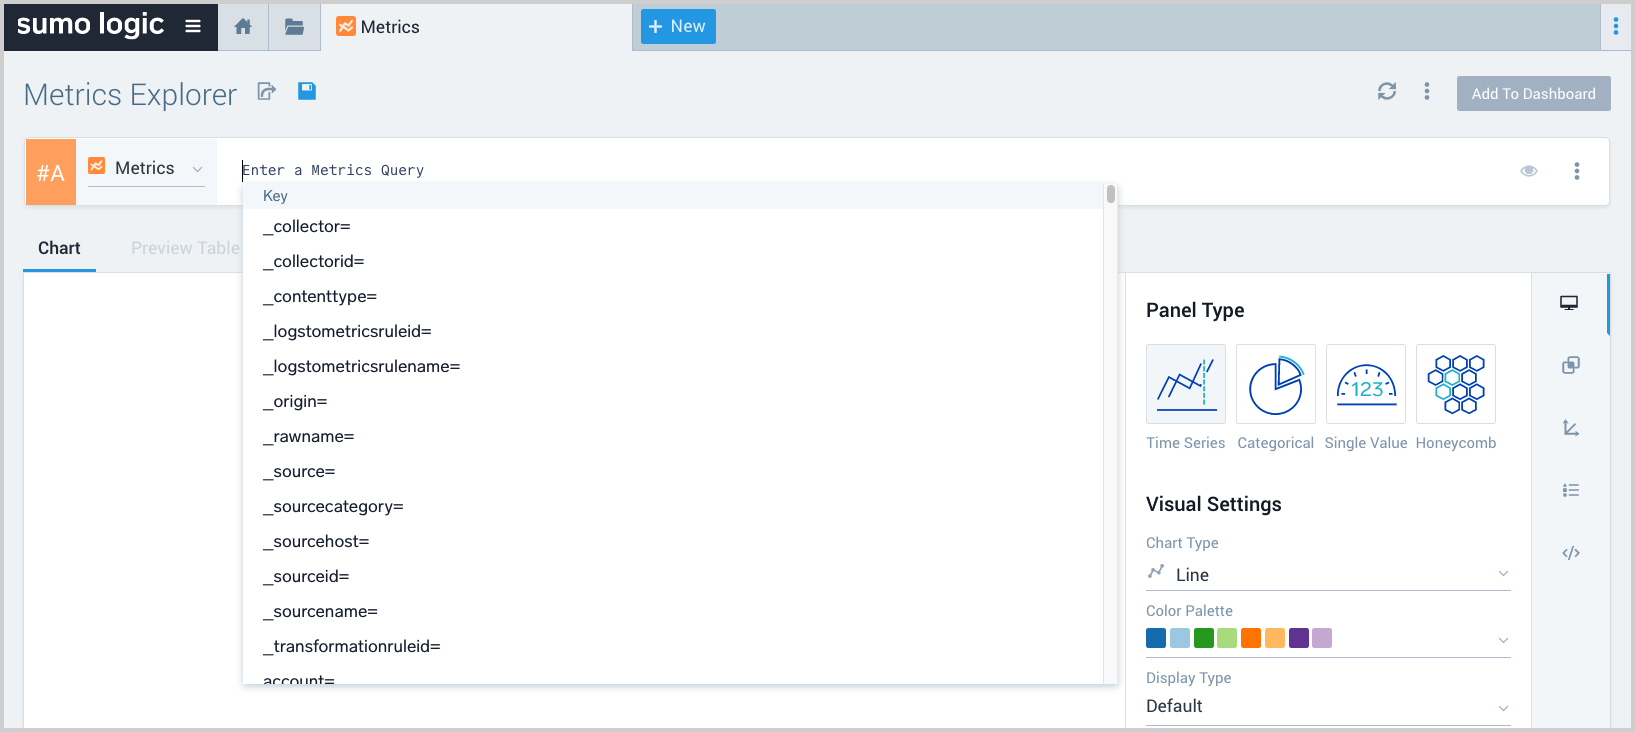 sumo logic
Metrics
+ New
Metrics Explorer
Add To Dashboard
#A
Metrics
Enter a Metrics Query
Key
_collector=
_collectorid=
_contenttype=
_logstometricsruleid=
_logstometricsrulename=
_origin=
_rawname=
_source=
_sourcecategory=
_sourcehost=
_sourceid=
_sourcename=
_transformationruleid=
account=
Chart
Preview Table
Panel Type
123
Time Series
Categorical
Single Value
Honeycomb
Visual Settings
Chart Type
Line
Color Palette
Display Type
Default